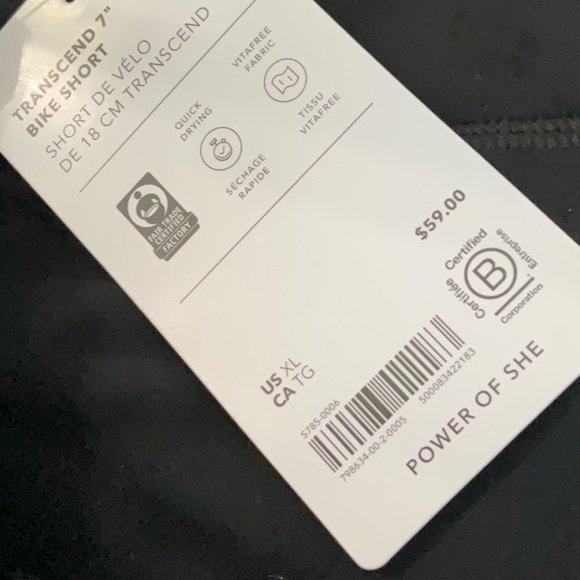 TRANSCEND 7"
BIKE SHORT
SHORT DE VÉLO
DE 18 CM TRANSCEND
QUICK
DRYING
VITAFREE
FABRIC
SÉCHAGE
RAPIDE
TISSU
VITAFREE
FAIR TRADE
CERTIFIED
FACTORY
$59.00
Certified
Certifiée
B
Entreprise
Corporation
US XL
CA TG
5785-0006
798634-00-2-0005
500083422183
POWER OF SHE